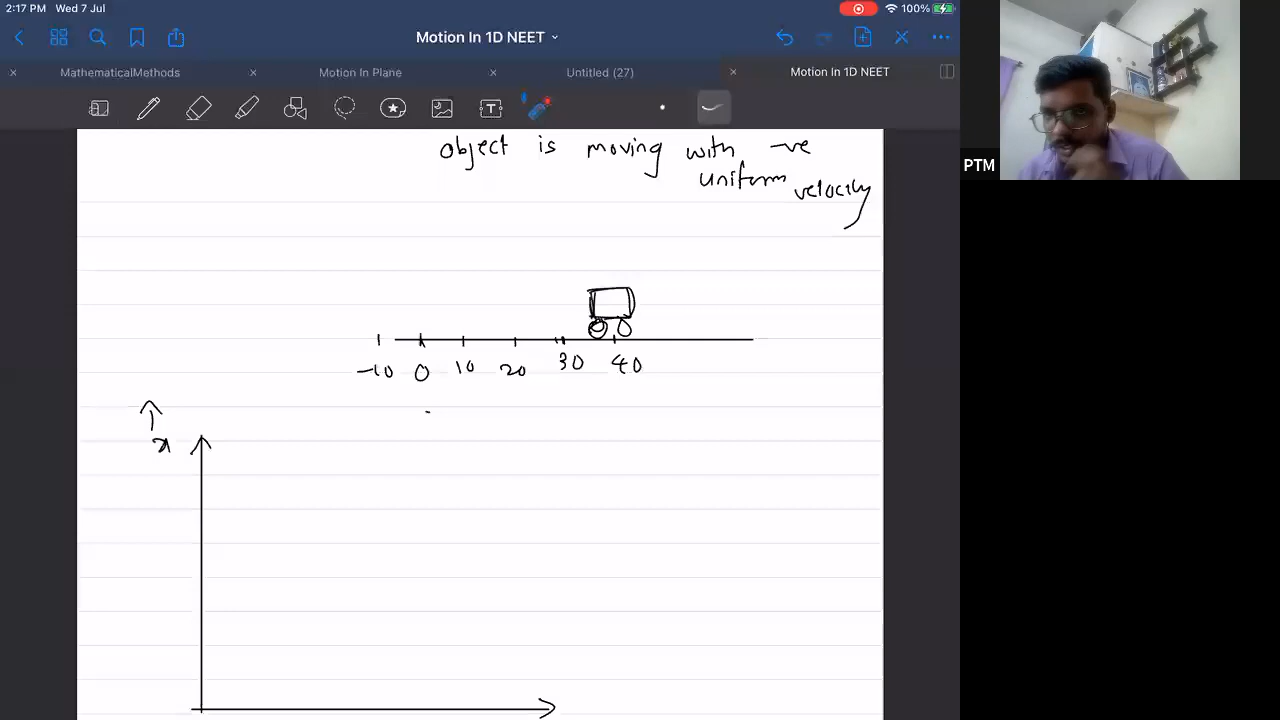 2:17 PM Wed 7 Jul
100%
Motion In 1D NEET
MathematicalMethods
Motion In Plane
Untitled (27)
Motion In 1D NEET
T
object is moving with -ve
uniform velocity
-10 0 10 20 30 40
x
PTM